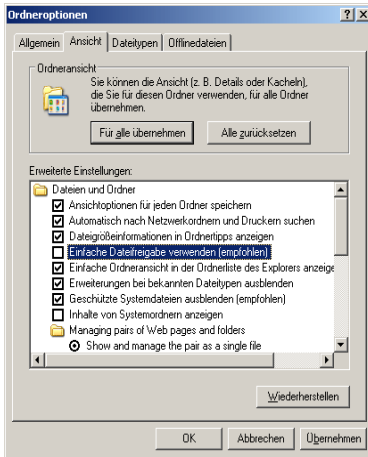 Ordneroptionen
Allgemein Ansicht Dateitypen Offlinedateien
Ordneransicht
Sie können die Ansicht (z. B. Details oder Kacheln),
die Sie für diesen Ordner verwenden, für alle Ordner
übernehmen.
Für alle übernehmen Alle zurücksetzen
Erweiterte Einstellungen:
Dateien und Ordner
Ansichtoptionen für jeden Ordner speichern
Automatisch nach Netzwerkordnern und Druckern suchen
Dateigrößeinformationen in Ordnertipps anzeigen
Einfache Dateifreigabe verwenden (empfohlen)
Einfache Ordneransicht in der Ordnerliste des Explorers anzeige
Erweiterungen bei bekannten Dateitypen ausblenden
Geschützte Systemdateien ausblenden (empfohlen)
Inhalte von Systemordnern anzeigen
Managing pairs of Web pages and folders
Show and manage the pair as a single file
Wiederherstellen
OK Abbrechen Übernehmen